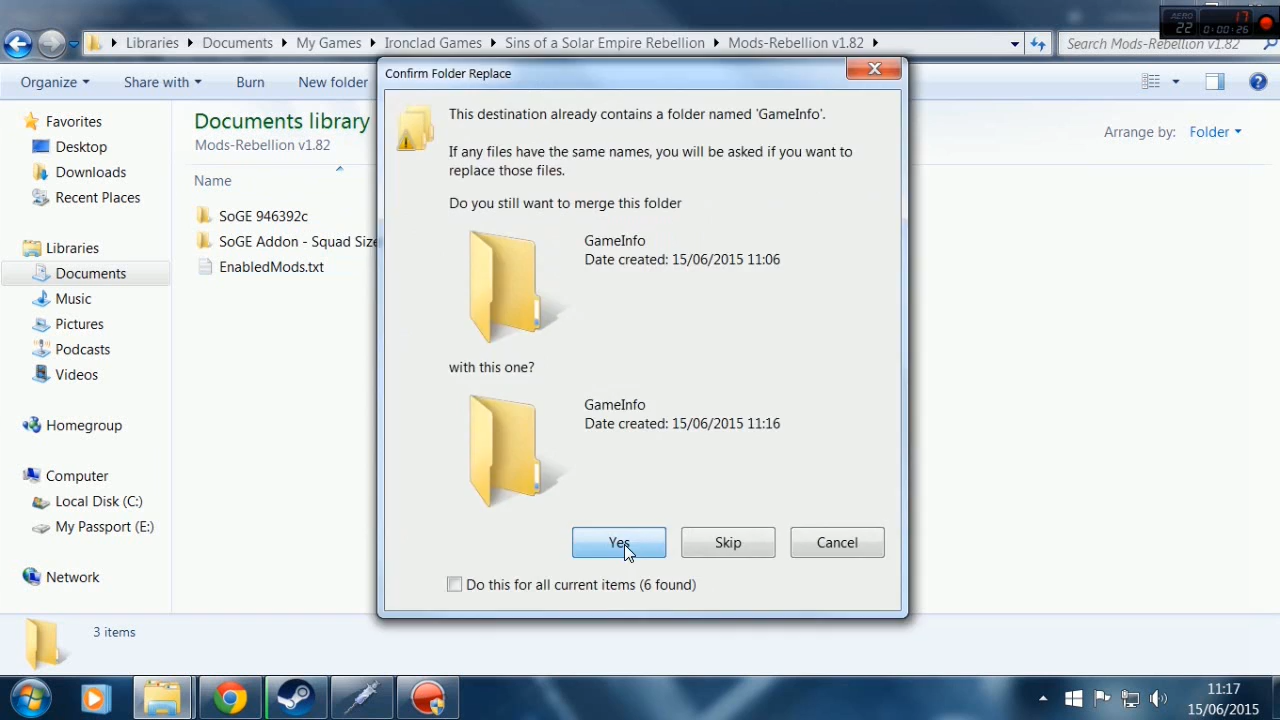 AERO
22
17
0:00:26
Libraries
Documents
My Games
Ironclad Games
Sins of a Solar Empire Rebellion
Mods-Rebellion v1.82
Search Mods-Rebellion v1.82
Organize
Share with
Burn
New folder
Favorites
Desktop
Downloads
Recent Places
Libraries
Documents
Music
Pictures
Podcasts
Videos
Homegroup
Computer
Local Disk (C:)
My Passport (E:)
Network
Documents library
Mods-Rebellion v1.82
Arrange by:
Folder
Name
SoGE 946392c
SoGE Addon - Squad Size
EnabledMods.txt
Confirm Folder Replace
This destination already contains a folder named 'GameInfo'.
If any files have the same names, you will be asked if you want to
replace those files.
Do you still want to merge this folder
GameInfo
Date created: 15/06/2015 11:06
with this one?
GameInfo
Date created: 15/06/2015 11:16
Yes
Skip
Cancel
Do this for all current items (6 found)
3 items
11:17
15/06/2015